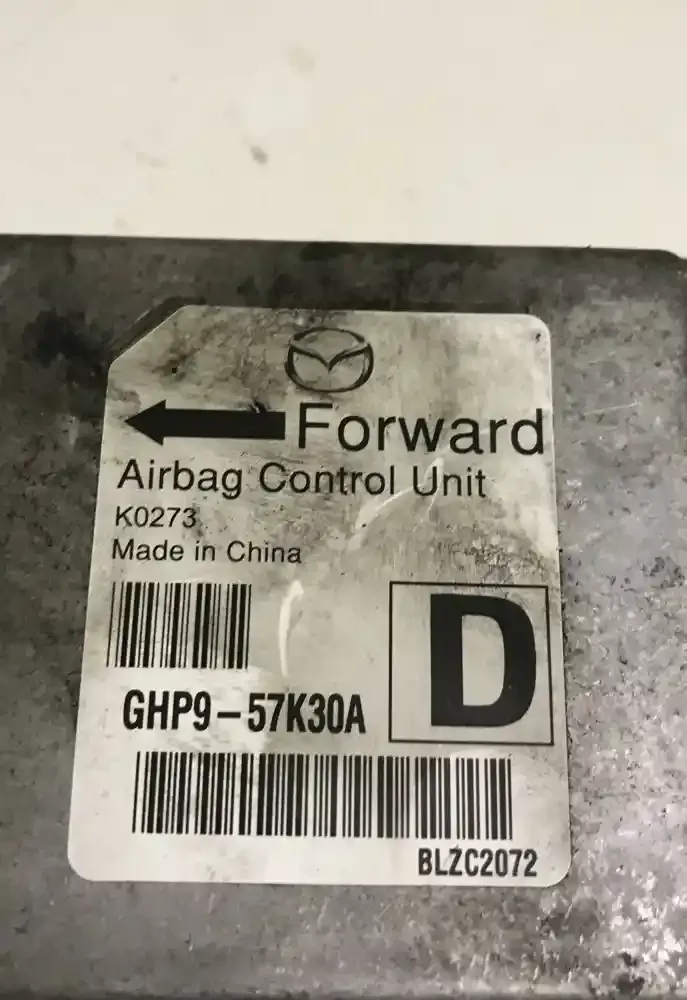 Forward
Airbag Control Unit
K0273
Made in China
D
GHP9-57K30A
BLZC2072